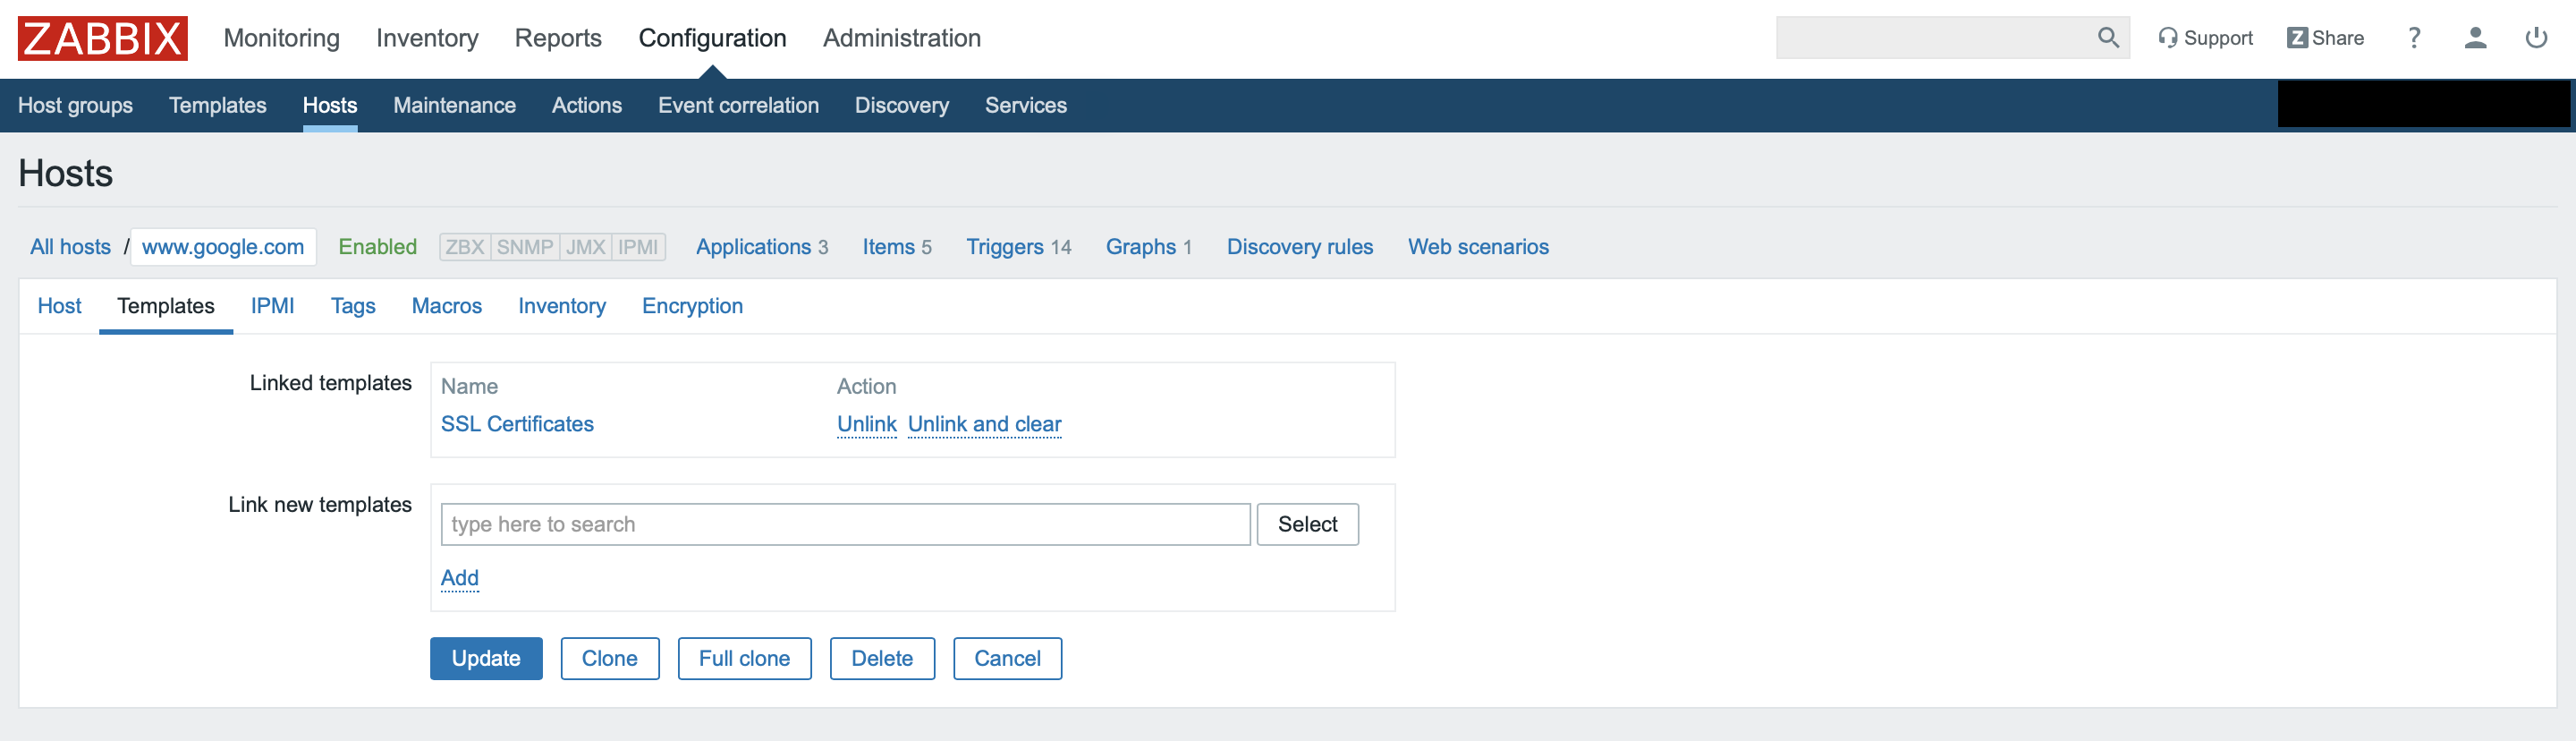 ZABBIX Monitoring Inventory Reports Configuration Administration Support Z Share ?
Host groups Templates Hosts Maintenance Actions Event correlation Discovery Services
Hosts
All hosts / www.google.com Enabled ZBX SNMP JMX IPMI Applications 3 Items 5 Triggers 14 Graphs 1 Discovery rules Web scenarios
Host Templates IPMI Tags Macros Inventory Encryption
Linked templates Name Action
SSL Certificates Unlink Unlink and clear
Link new templates
type here to search Select
Add
Update Clone Full clone Delete Cancel